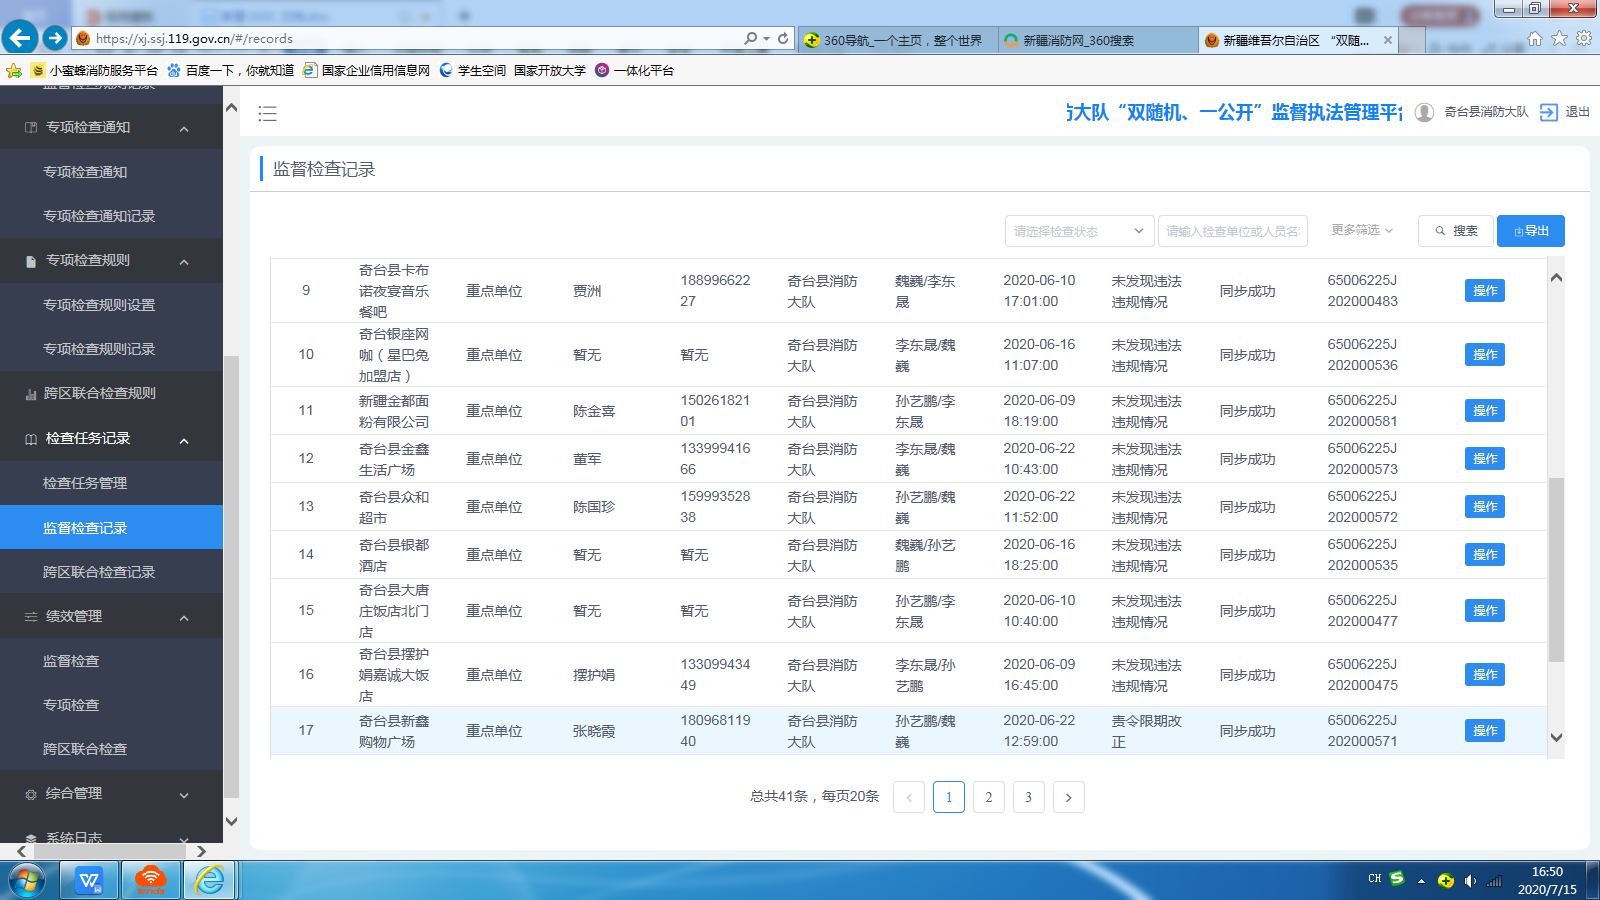 https://xj.ssj.119.gov.cn/#/records
360导航_一个主页，整个世界
新疆消防网_360搜索
新疆维吾尔自治区 “双随...
小蜜蜂消防服务平台
百度一下，你就知道
国家企业信用信息网
学生空间
国家开放大学
一体化平台
防大队“双随机、一公开”监督执法管理平台
奇台县消防大队
退出
监督检查规则记录
专项检查通知
专项检查通知
专项检查通知记录
专项检查规则
专项检查规则设置
专项检查规则记录
跨区联合检查规则
检查任务记录
检查任务管理
监督检查记录
跨区联合检查记录
绩效管理
监督检查
专项检查
跨区联合检查
综合管理
系统日志
监督检查记录
请选择检查状态
请输入检查单位或人员名称
更多筛选
搜索
导出
9 奇台县卡布诺夜宴音乐餐吧 重点单位 贾洲 18899662227 奇台县消防大队 魏巍/李东晟 2020-06-10 17:01:00 未发现违法违规情况 同步成功 65006225J202000483 操作
10 奇台银座网咖（星巴兔加盟店） 重点单位 暂无 暂无 奇台县消防大队 李东晟/魏巍 2020-06-16 11:07:00 未发现违法违规情况 同步成功 65006225J202000536 操作
11 新疆金都面粉有限公司 重点单位 陈金喜 15026182101 奇台县消防大队 孙艺鹏/李东晟 2020-06-09 18:19:00 未发现违法违规情况 同步成功 65006225J202000581 操作
12 奇台县金鑫生活广场 重点单位 董军 13399941666 奇台县消防大队 李东晟/魏巍 2020-06-22 10:43:00 未发现违法违规情况 同步成功 65006225J202000573 操作
13 奇台县众和超市 重点单位 陈国珍 15999352838 奇台县消防大队 孙艺鹏/魏巍 2020-06-22 11:52:00 未发现违法违规情况 同步成功 65006225J202000572 操作
14 奇台县银都酒店 重点单位 暂无 暂无 奇台县消防大队 魏巍/孙艺鹏 2020-06-16 18:25:00 未发现违法违规情况 同步成功 65006225J202000535 操作
15 奇台县大唐庄饭店北门店 重点单位 暂无 暂无 奇台县消防大队 孙艺鹏/李东晟 2020-06-10 10:40:00 未发现违法违规情况 同步成功 65006225J202000477 操作
16 奇台县摆护娟嘉诚大饭店 重点单位 摆护娟 13309943449 奇台县消防大队 李东晟/孙艺鹏 2020-06-09 16:45:00 未发现违法违规情况 同步成功 65006225J202000475 操作
17 奇台县新鑫购物广场 重点单位 张晓霞 18096811940 奇台县消防大队 孙艺鹏/魏巍 2020-06-22 12:59:00 责令限期改正 同步成功 65006225J202000571 操作
总共41条，每页20条
1
2
3
CH
16:50
2020/7/15